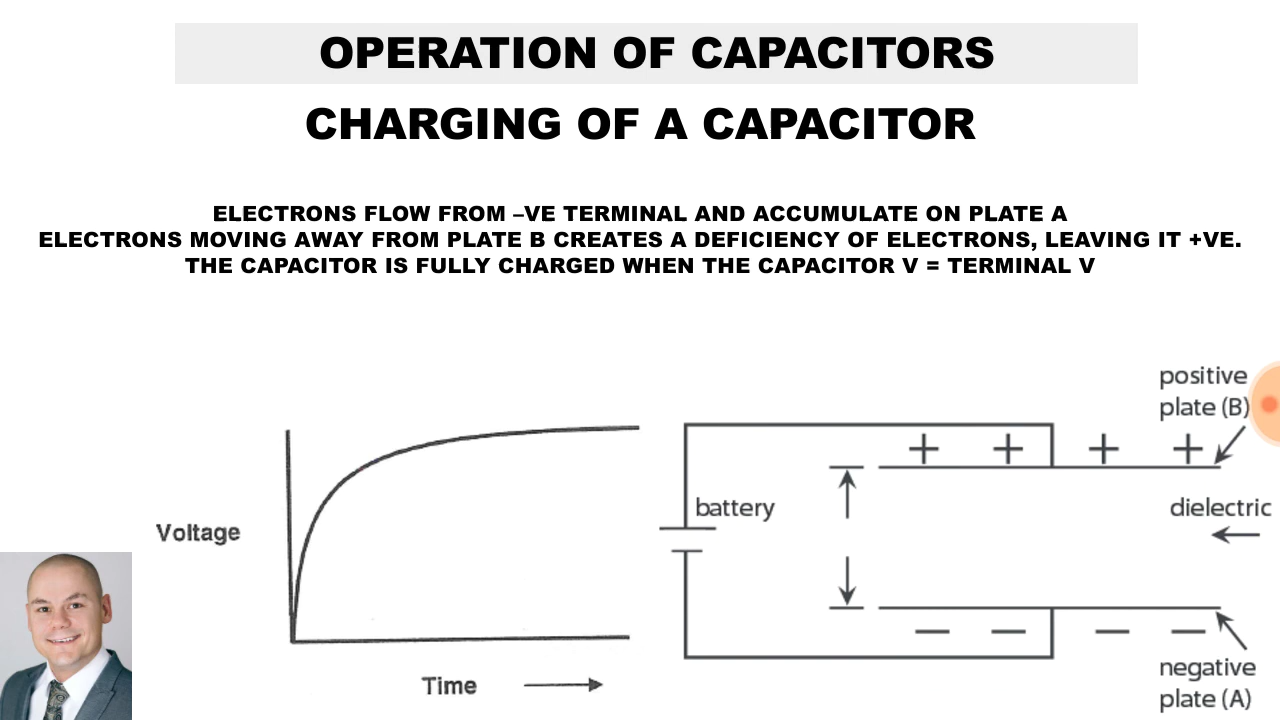 OPERATION OF CAPACITORS
CHARGING OF A CAPACITOR
ELECTRONS FLOW FROM –VE TERMINAL AND ACCUMULATE ON PLATE A
ELECTRONS MOVING AWAY FROM PLATE B CREATES A DEFICIENCY OF ELECTRONS, LEAVING IT +VE.
THE CAPACITOR IS FULLY CHARGED WHEN THE CAPACITOR V = TERMINAL V
Voltage
Time
battery
positive
plate (B)
dielectric
negative
plate (A)